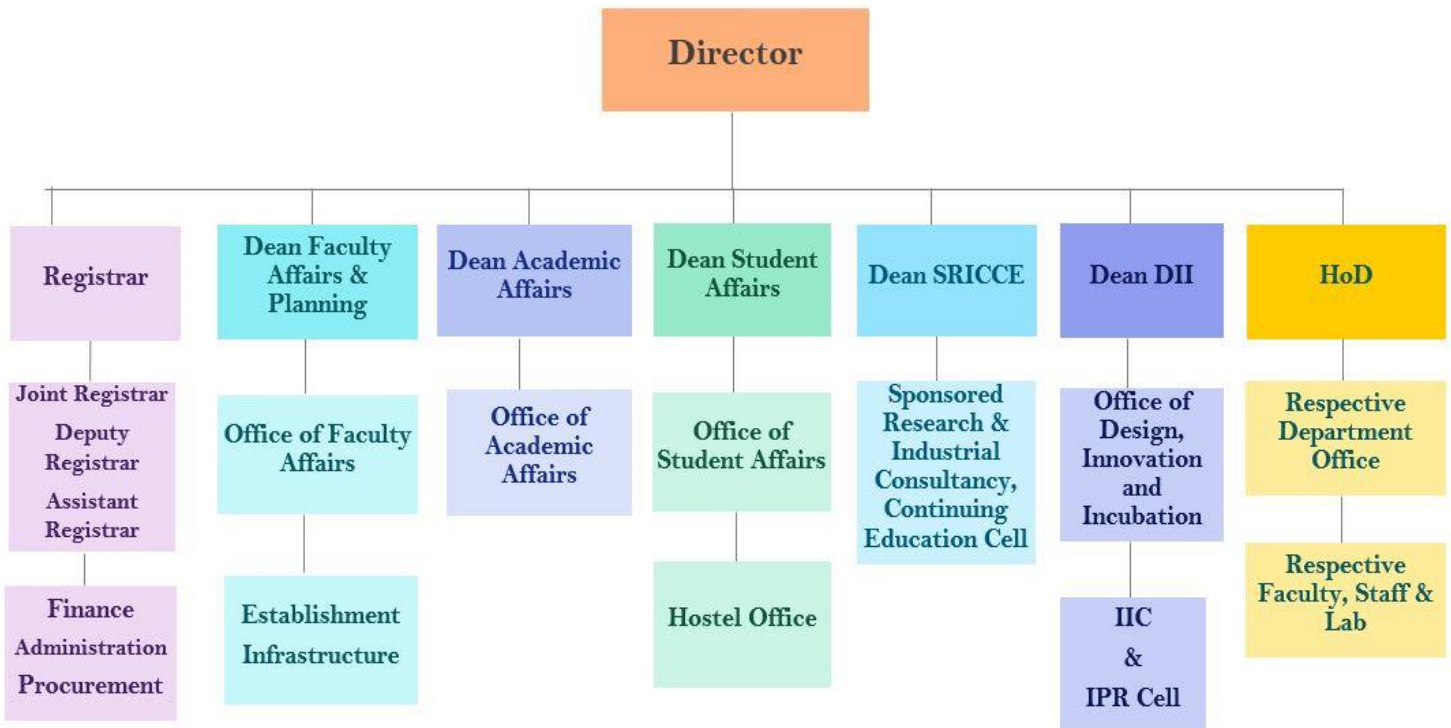 Director
Registrar
Dean Faculty
Affairs &
Planning
Dean Academic
Affairs
Dean Student
Affairs
Dean SRICCE
Dean DII
HoD
Joint Registrar
Deputy
Registrar
Assistant
Registrar
Office of Faculty
Affairs
Office of
Academic
Affairs
Office of
Student Affairs
Sponsored
Research &
Industrial
Consultancy,
Continuing
Education Cell
Office of
Design,
Innovation
and
Incubation
Respective
Department
Office
Finance
Administration
Procurement
Establishment
Infrastructure
Hostel Office
IIC
&
IPR Cell
Respective
Faculty, Staff &
Lab